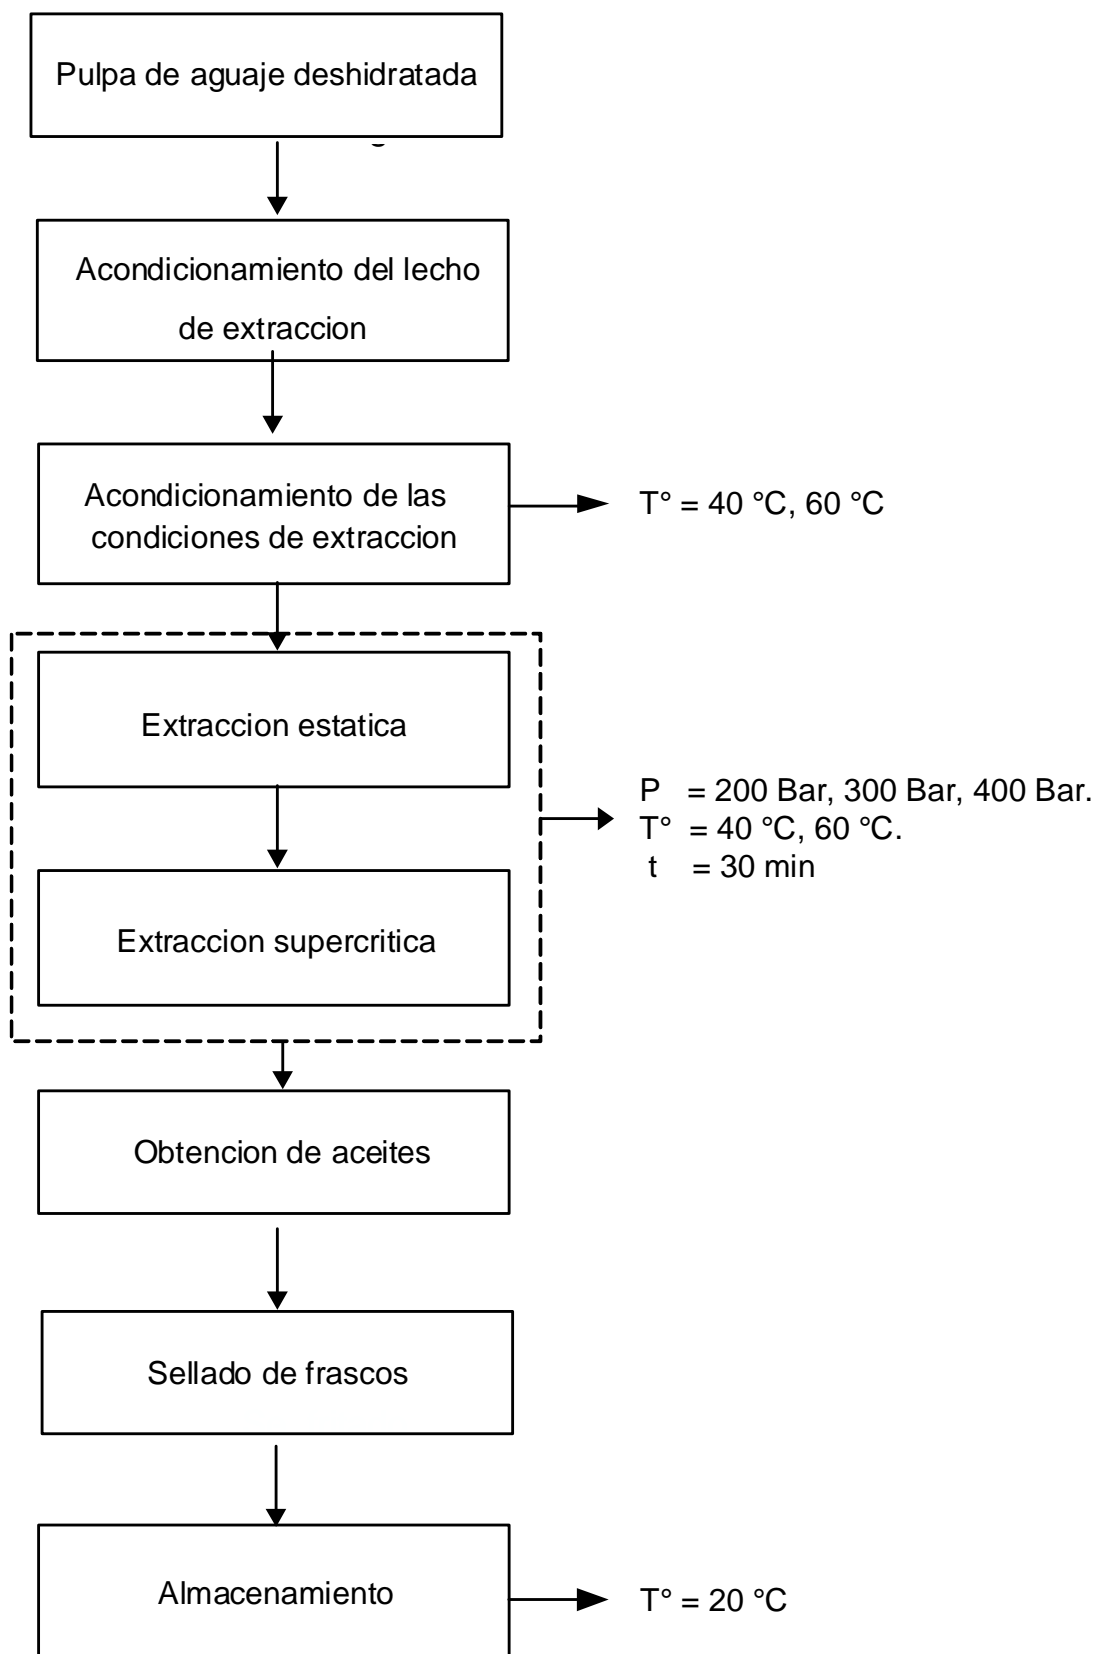 Pulpa de aguaje deshidratada
Acondicionamiento del lecho
de extraccion
Acondicionamiento de las
condiciones de extraccion
T° = 40 °C, 60 °C
Extraccion estatica
Extraccion supercritica
P = 200 Bar, 300 Bar, 400 Bar.
T° = 40 °C, 60 °C.
t = 30 min
Obtencion de aceites
Sellado de frascos
Almacenamiento
T° = 20 °C